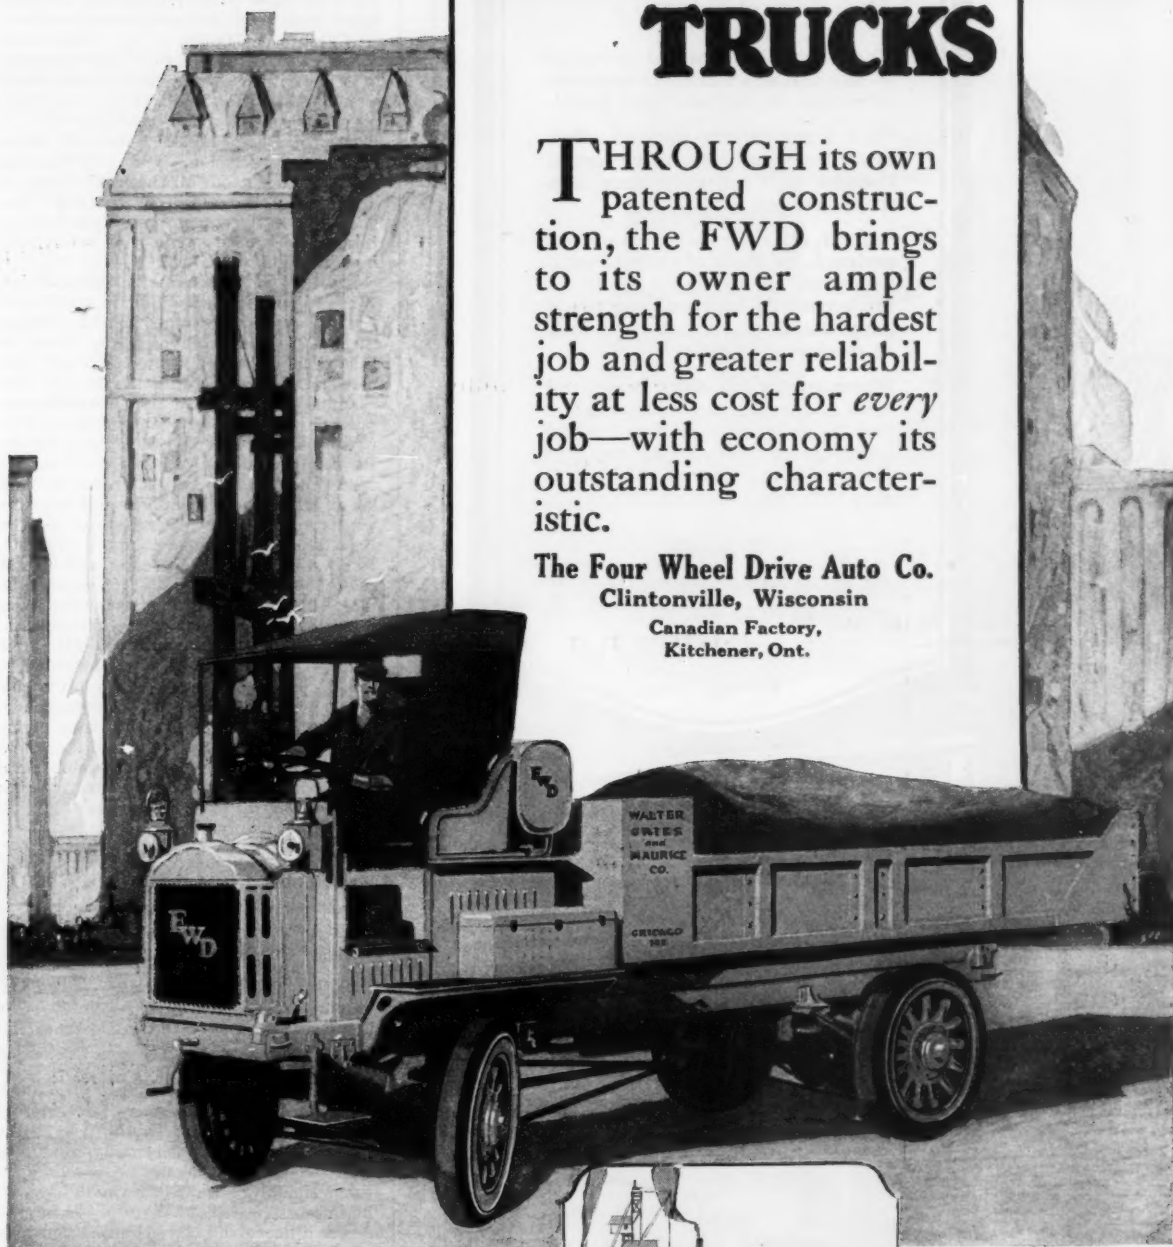 TRUCKS
THROUGH its own
patented construc-
tion, the FWD brings
to its owner ample
strength for the hardest
job and greater reliabil-
ity at less cost for every
job—with economy its
outstanding character-
istic.
The Four Wheel Drive Auto Co.
Clintonville, Wisconsin
Canadian Factory,
Kitchener, Ont.
FWD
WALTER
GRIES
and
MAURICE
CO.
CHICAGO
FWD